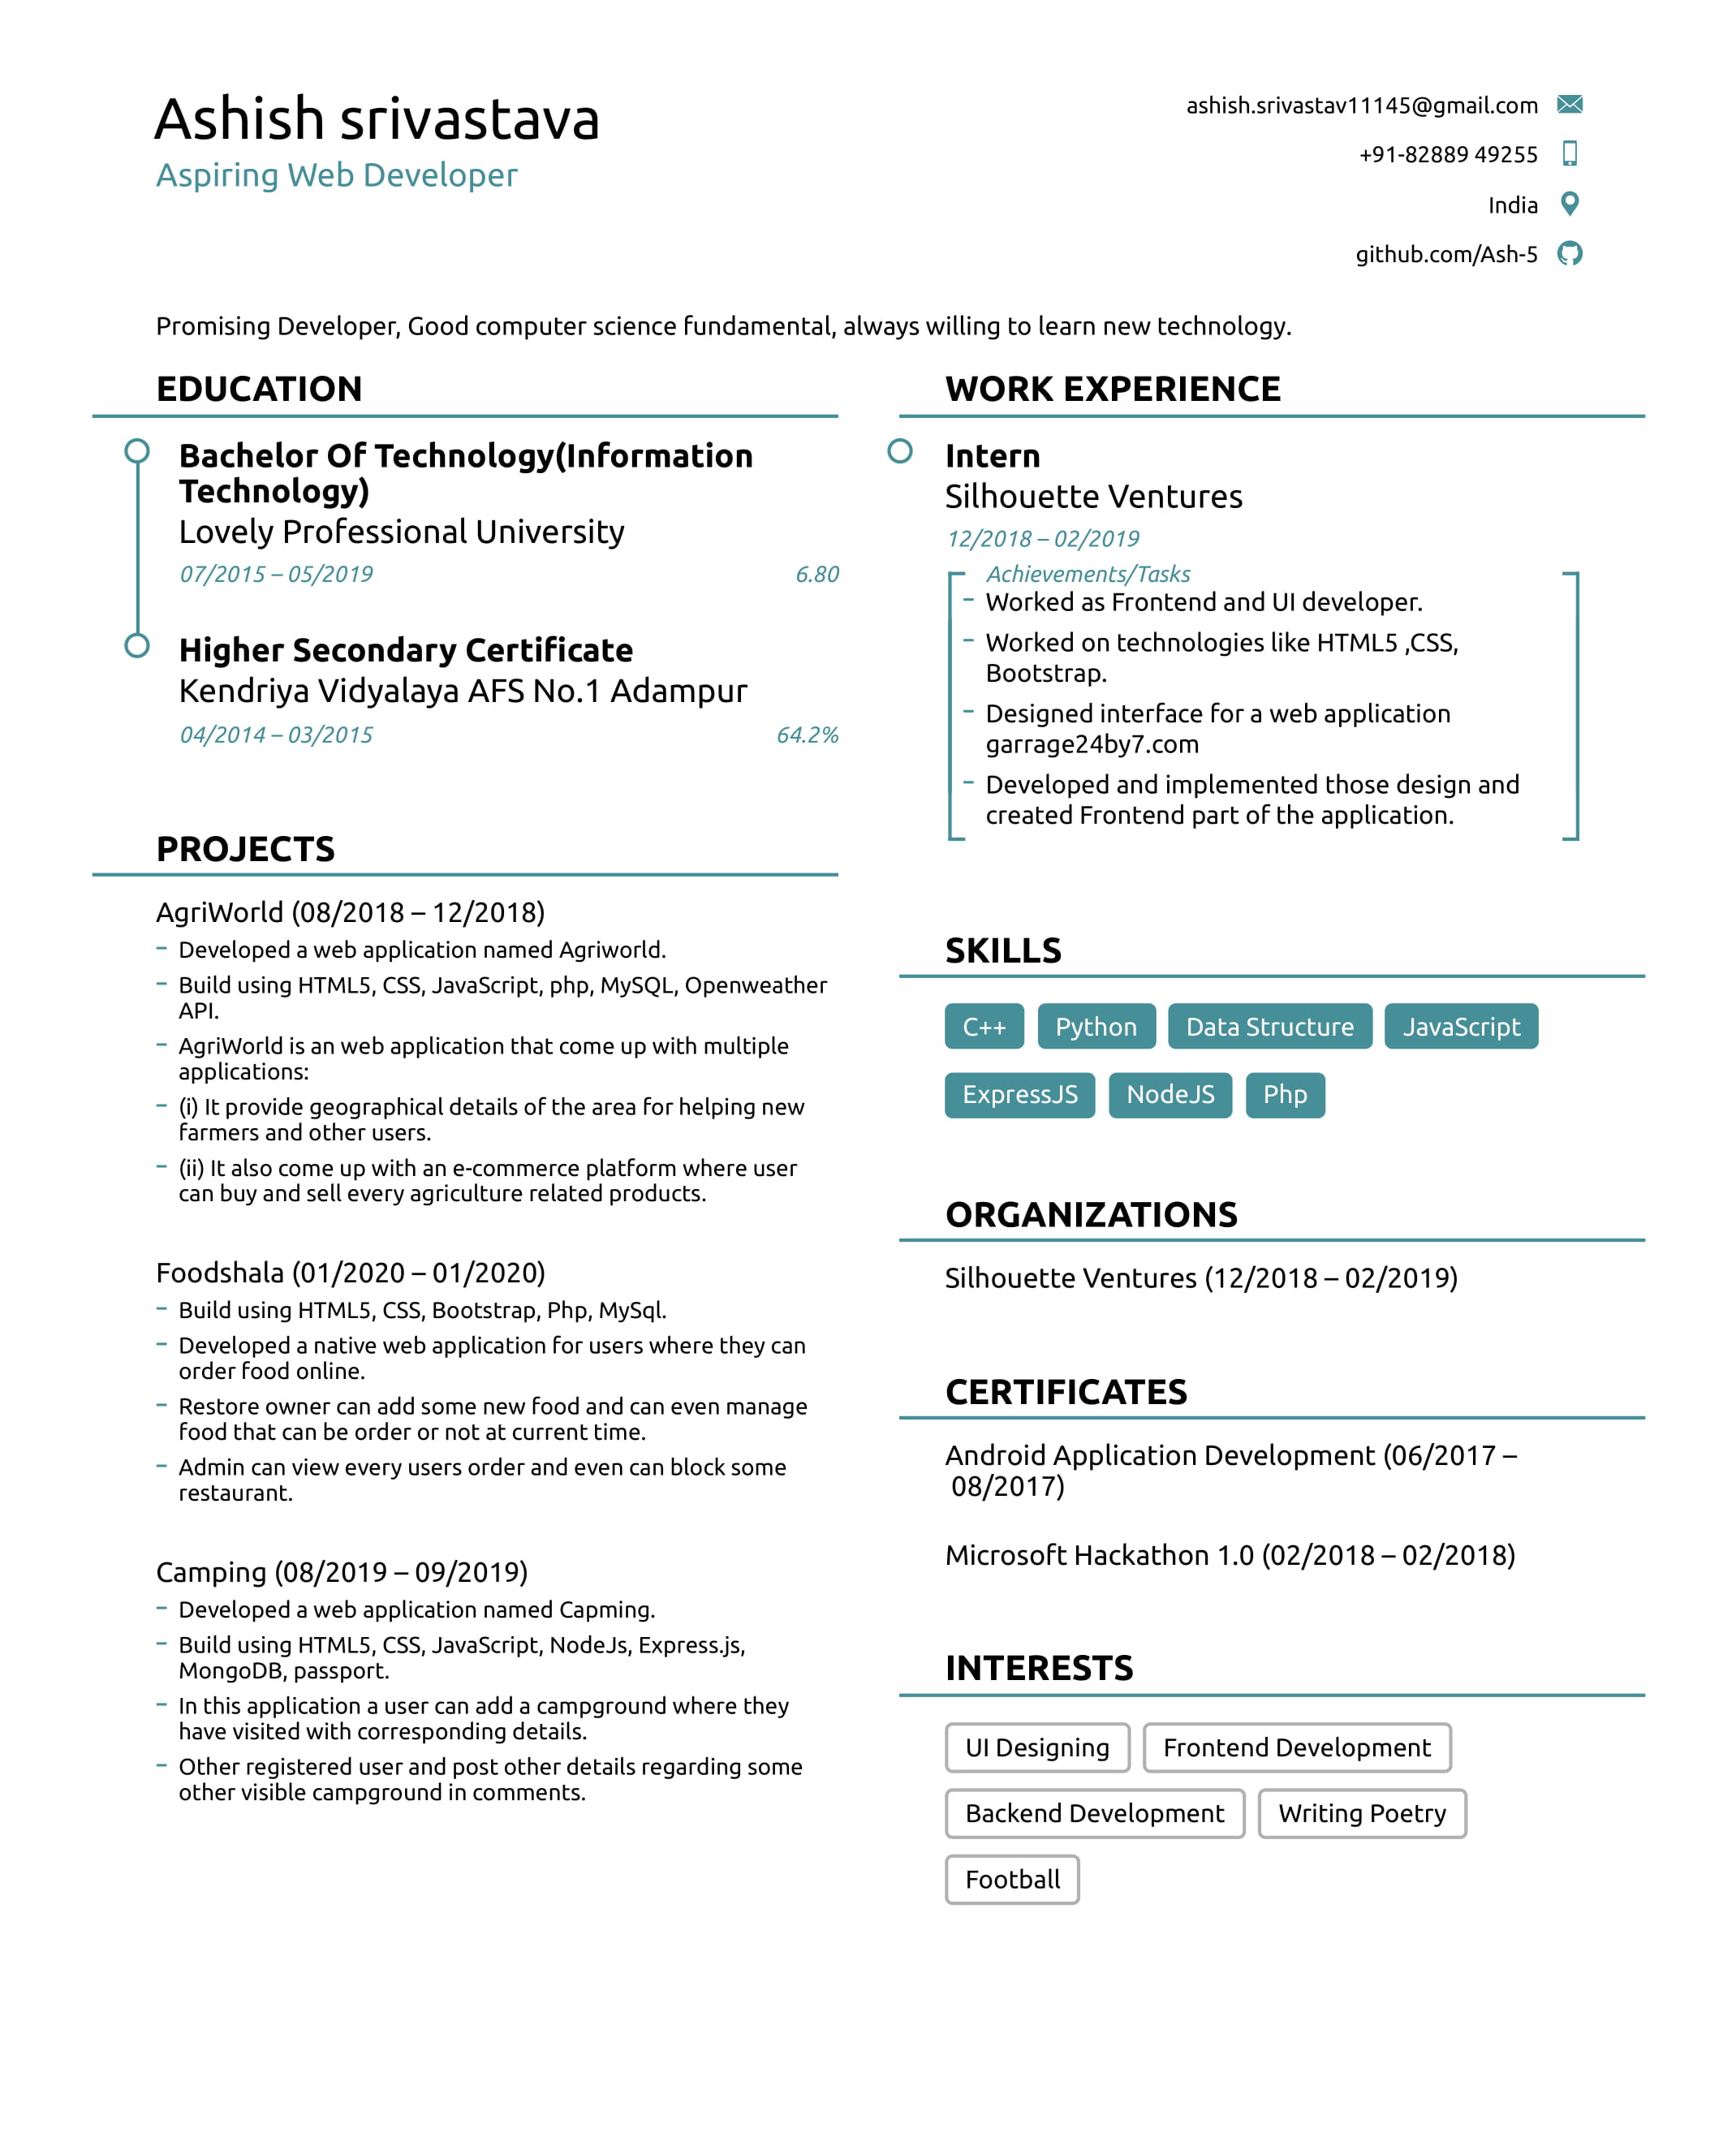 Ashish srivastava
Aspiring Web Developer
ashish.srivastav11145@gmail.com
+91-82889 49255
India
github.com/Ash-5
Promising Developer, Good computer science fundamental, always willing to learn new technology.
EDUCATION
Bachelor Of Technology(Information
Technology)
Lovely Professional University
07/2015 – 05/2019 6.80
Higher Secondary Certificate
Kendriya Vidyalaya AFS No.1 Adampur
04/2014 – 03/2015 64.2%
PROJECTS
AgriWorld (08/2018 – 12/2018)
– Developed a web application named Agriworld.
– Build using HTML5, CSS, JavaScript, php, MySQL, Openweather
API.
– AgriWorld is an web application that come up with multiple
applications:
– (i) It provide geographical details of the area for helping new
farmers and other users.
– (ii) It also come up with an e-commerce platform where user
can buy and sell every agriculture related products.
Foodshala (01/2020 – 01/2020)
– Build using HTML5, CSS, Bootstrap, Php, MySql.
– Developed a native web application for users where they can
order food online.
– Restore owner can add some new food and can even manage
food that can be order or not at current time.
– Admin can view every users order and even can block some
restaurant.
Camping (08/2019 – 09/2019)
– Developed a web application named Capming.
– Build using HTML5, CSS, JavaScript, NodeJs, Express.js,
MongoDB, passport.
– In this application a user can add a campground where they
have visited with corresponding details.
– Other registered user and post other details regarding some
other visible campground in comments.
WORK EXPERIENCE
Intern
Silhouette Ventures
12/2018 – 02/2019
Achievements/Tasks
– Worked as Frontend and UI developer.
– Worked on technologies like HTML5 ,CSS,
Bootstrap.
– Designed interface for a web application
garrage24by7.com
– Developed and implemented those design and
created Frontend part of the application.
SKILLS
C++ Python Data Structure JavaScript
ExpressJS NodeJS Php
ORGANIZATIONS
Silhouette Ventures (12/2018 – 02/2019)
CERTIFICATES
Android Application Development (06/2017 –
08/2017)
Microsoft Hackathon 1.0 (02/2018 – 02/2018)
INTERESTS
UI Designing Frontend Development
Backend Development Writing Poetry
Football